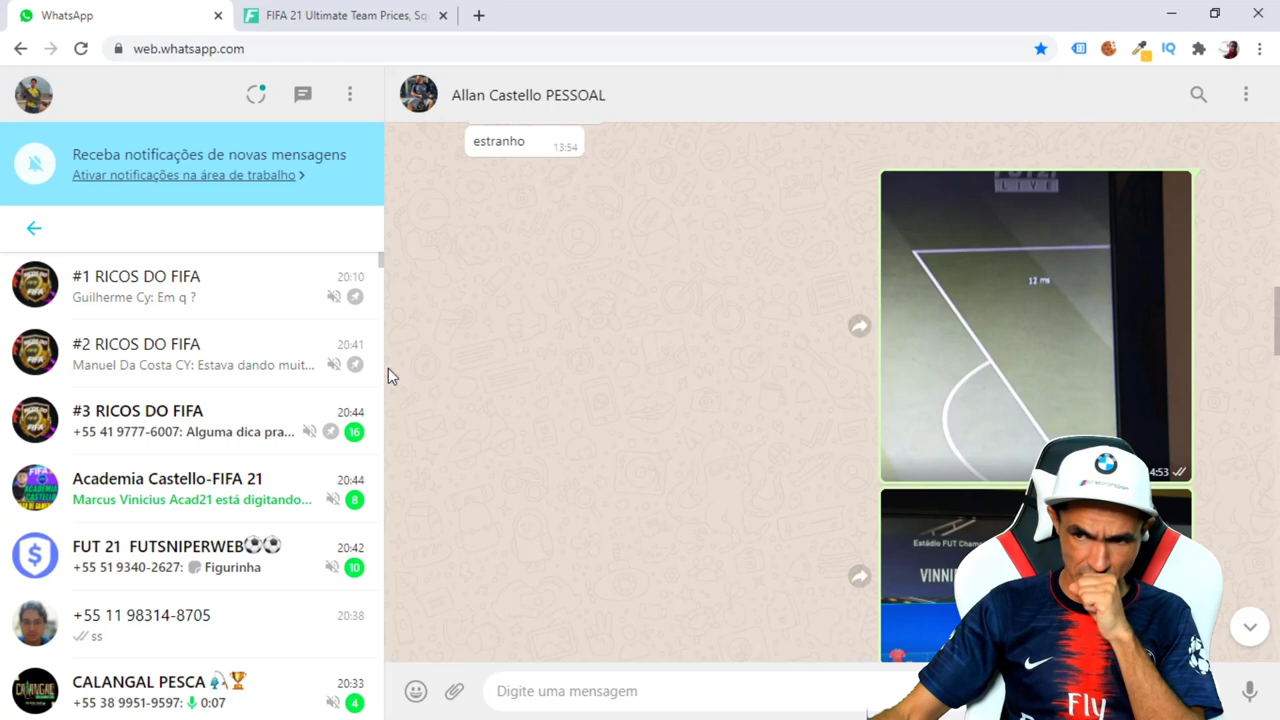 WhatsApp
FIFA 21 Ultimate Team Prices, Squ
web.whatsapp.com
Allan Castello PESSOAL
Receba notificações de novas mensagens
Ativar notificações na área de trabalho
estranho
13:54
LIVE
12 ms
4:53
#1 RICOS DO FIFA
20:10
Guilherme Cy: Em q ?
#2 RICOS DO FIFA
20:41
Manuel Da Costa CY: Estava dando muit...
#3 RICOS DO FIFA
20:44
+55 41 9777-6007: Alguma dica pra...
16
Academia Castello-FIFA 21
20:44
Marcus Vinicius Acad21 está digitando...
8
FUT 21 FUTSNIPERWEB⚽⚽
20:42
+55 51 9340-2627: Figurinha
10
+55 11 98314-8705
20:38
ss
CALANGAL PESCA 🎣🏆
20:33
+55 38 9951-9597: 0:07
4
Estádio FUT Cham
VINNI
Digite uma mensagem
IQ
Fly